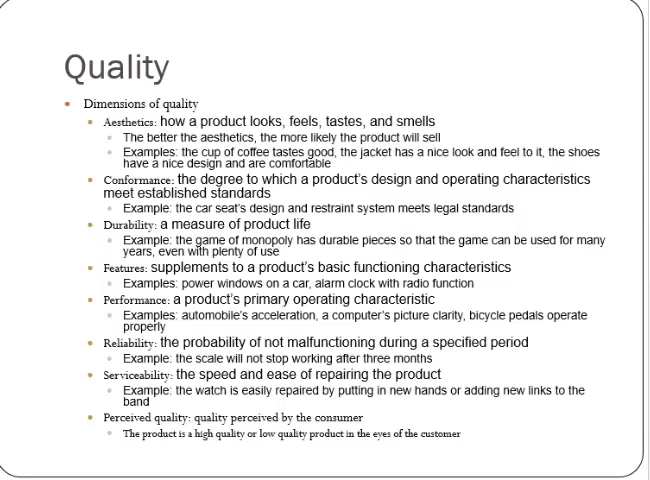 Quality
Dimensions of quality
Aesthetics: how a product looks, feels, tastes, and smells
The better the aesthetics, the more likely the product will sell
Examples: the cup of coffee tastes good, the jacket has a nice look and feel to it, the shoes
have a nice design and are comfortable
Conformance: the degree to which a product's design and operating characteristics
meet established standards
Example: the car seat's design and restraint system meets legal standards
Durability: a measure of product life
Example: the game of monopoly has durable pieces so that the game can be used for many
years, even with plenty of use
Features: supplements to a product's basic functioning characteristics
Examples: power windows on a car, alarm clock with radio function
Performance: a product's primary operating characteristic
Examples: automobile's acceleration, a computer's picture clarity, bicycle pedals operate
properly
Reliability: the probability of not malfunctioning during a specified period
Example: the scale will not stop working after three months
Serviceability: the speed and ease of repairing the product
Example: the watch is easily repaired by putting in new hands or adding new links to the
band
Perceived quality: quality perceived by the consumer
The product is a high quality or low quality product in the eyes of the customer